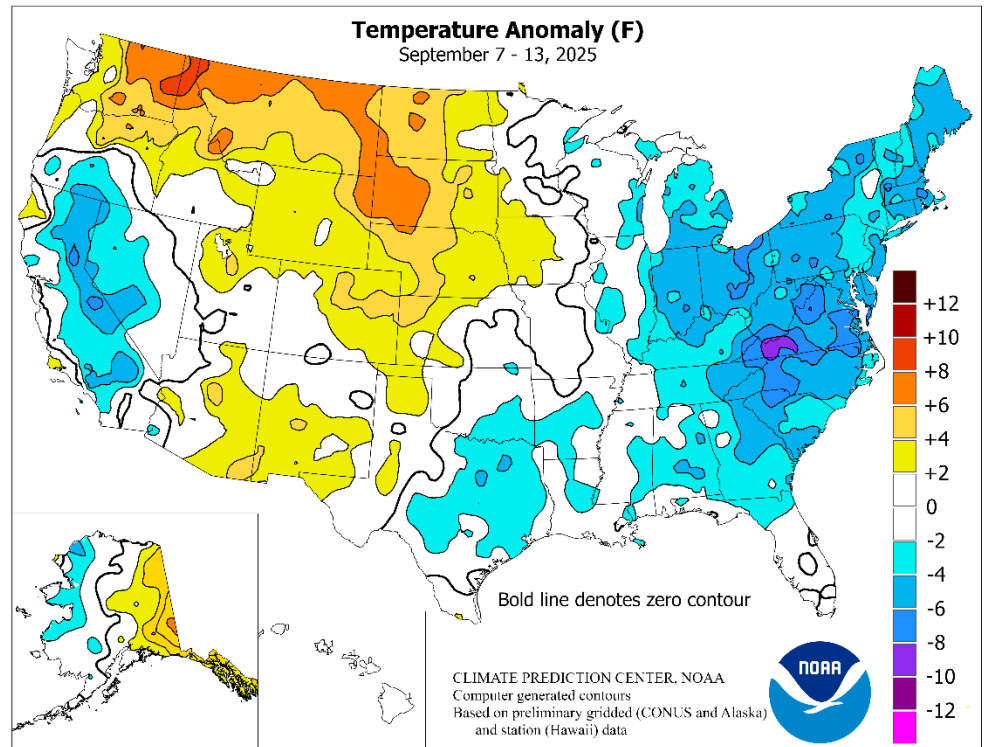 Temperature Anomaly (F)
September 7 - 13, 2025
+12
+10
+8
+6
+4
+2
0
-2
-4
-6
-8
-10
-12
Bold line denotes zero contour
CLIMATE PREDICTION CENTER, NOAA
Computer generated contours
Based on preliminary gridded (CONUS and Alaska)
and station (Hawaii) data
NOAA